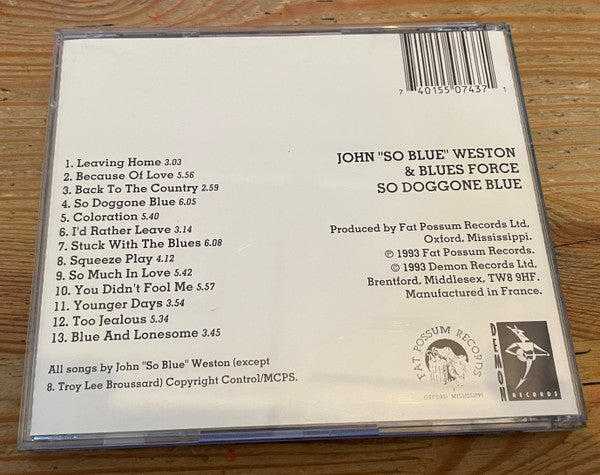 7 40155 07437 1
JOHN "SO BLUE" WESTON
& BLUES FORCE
SO DOGGONE BLUE
1. Leaving Home 3.03
2. Because Of Love 5.56
3. Back To The Country 2.59
4. So Doggone Blue 6.05
5. Coloration 5.40
6. I'd Rather Leave 3.14
7. Stuck With The Blues 6.08
8. Squeeze Play 4.12
9. So Much In Love 5.42
10. You Didn't Fool Me 5.57
11. Younger Days 3.54
12. Too Jealous 5.34
13. Blue And Lonesome 3.45
All songs by John "So Blue" Weston (except
8. Troy Lee Broussard) Copyright Control/MCPS.
Produced by Fat Possum Records Ltd,
Oxford, Mississippi.
℗ 1993 Fat Possum Records Ltd.
© 1993 Demon Records Ltd,
Brentford, Middlesex, TW8 9HF.
Manufactured in France.
FAT POSSUM RECORDS
OXFORD MISSISSIPPI
DEMON
RECORDS